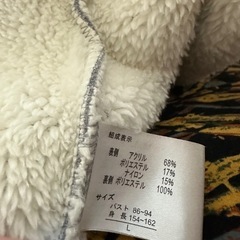 組成表示
表側 アクリル 68%
ポリエステル 17%
ナイロン 15%
裏側 ポリエステル 100%
サイズ
バスト 86~94
身長 154~162
L